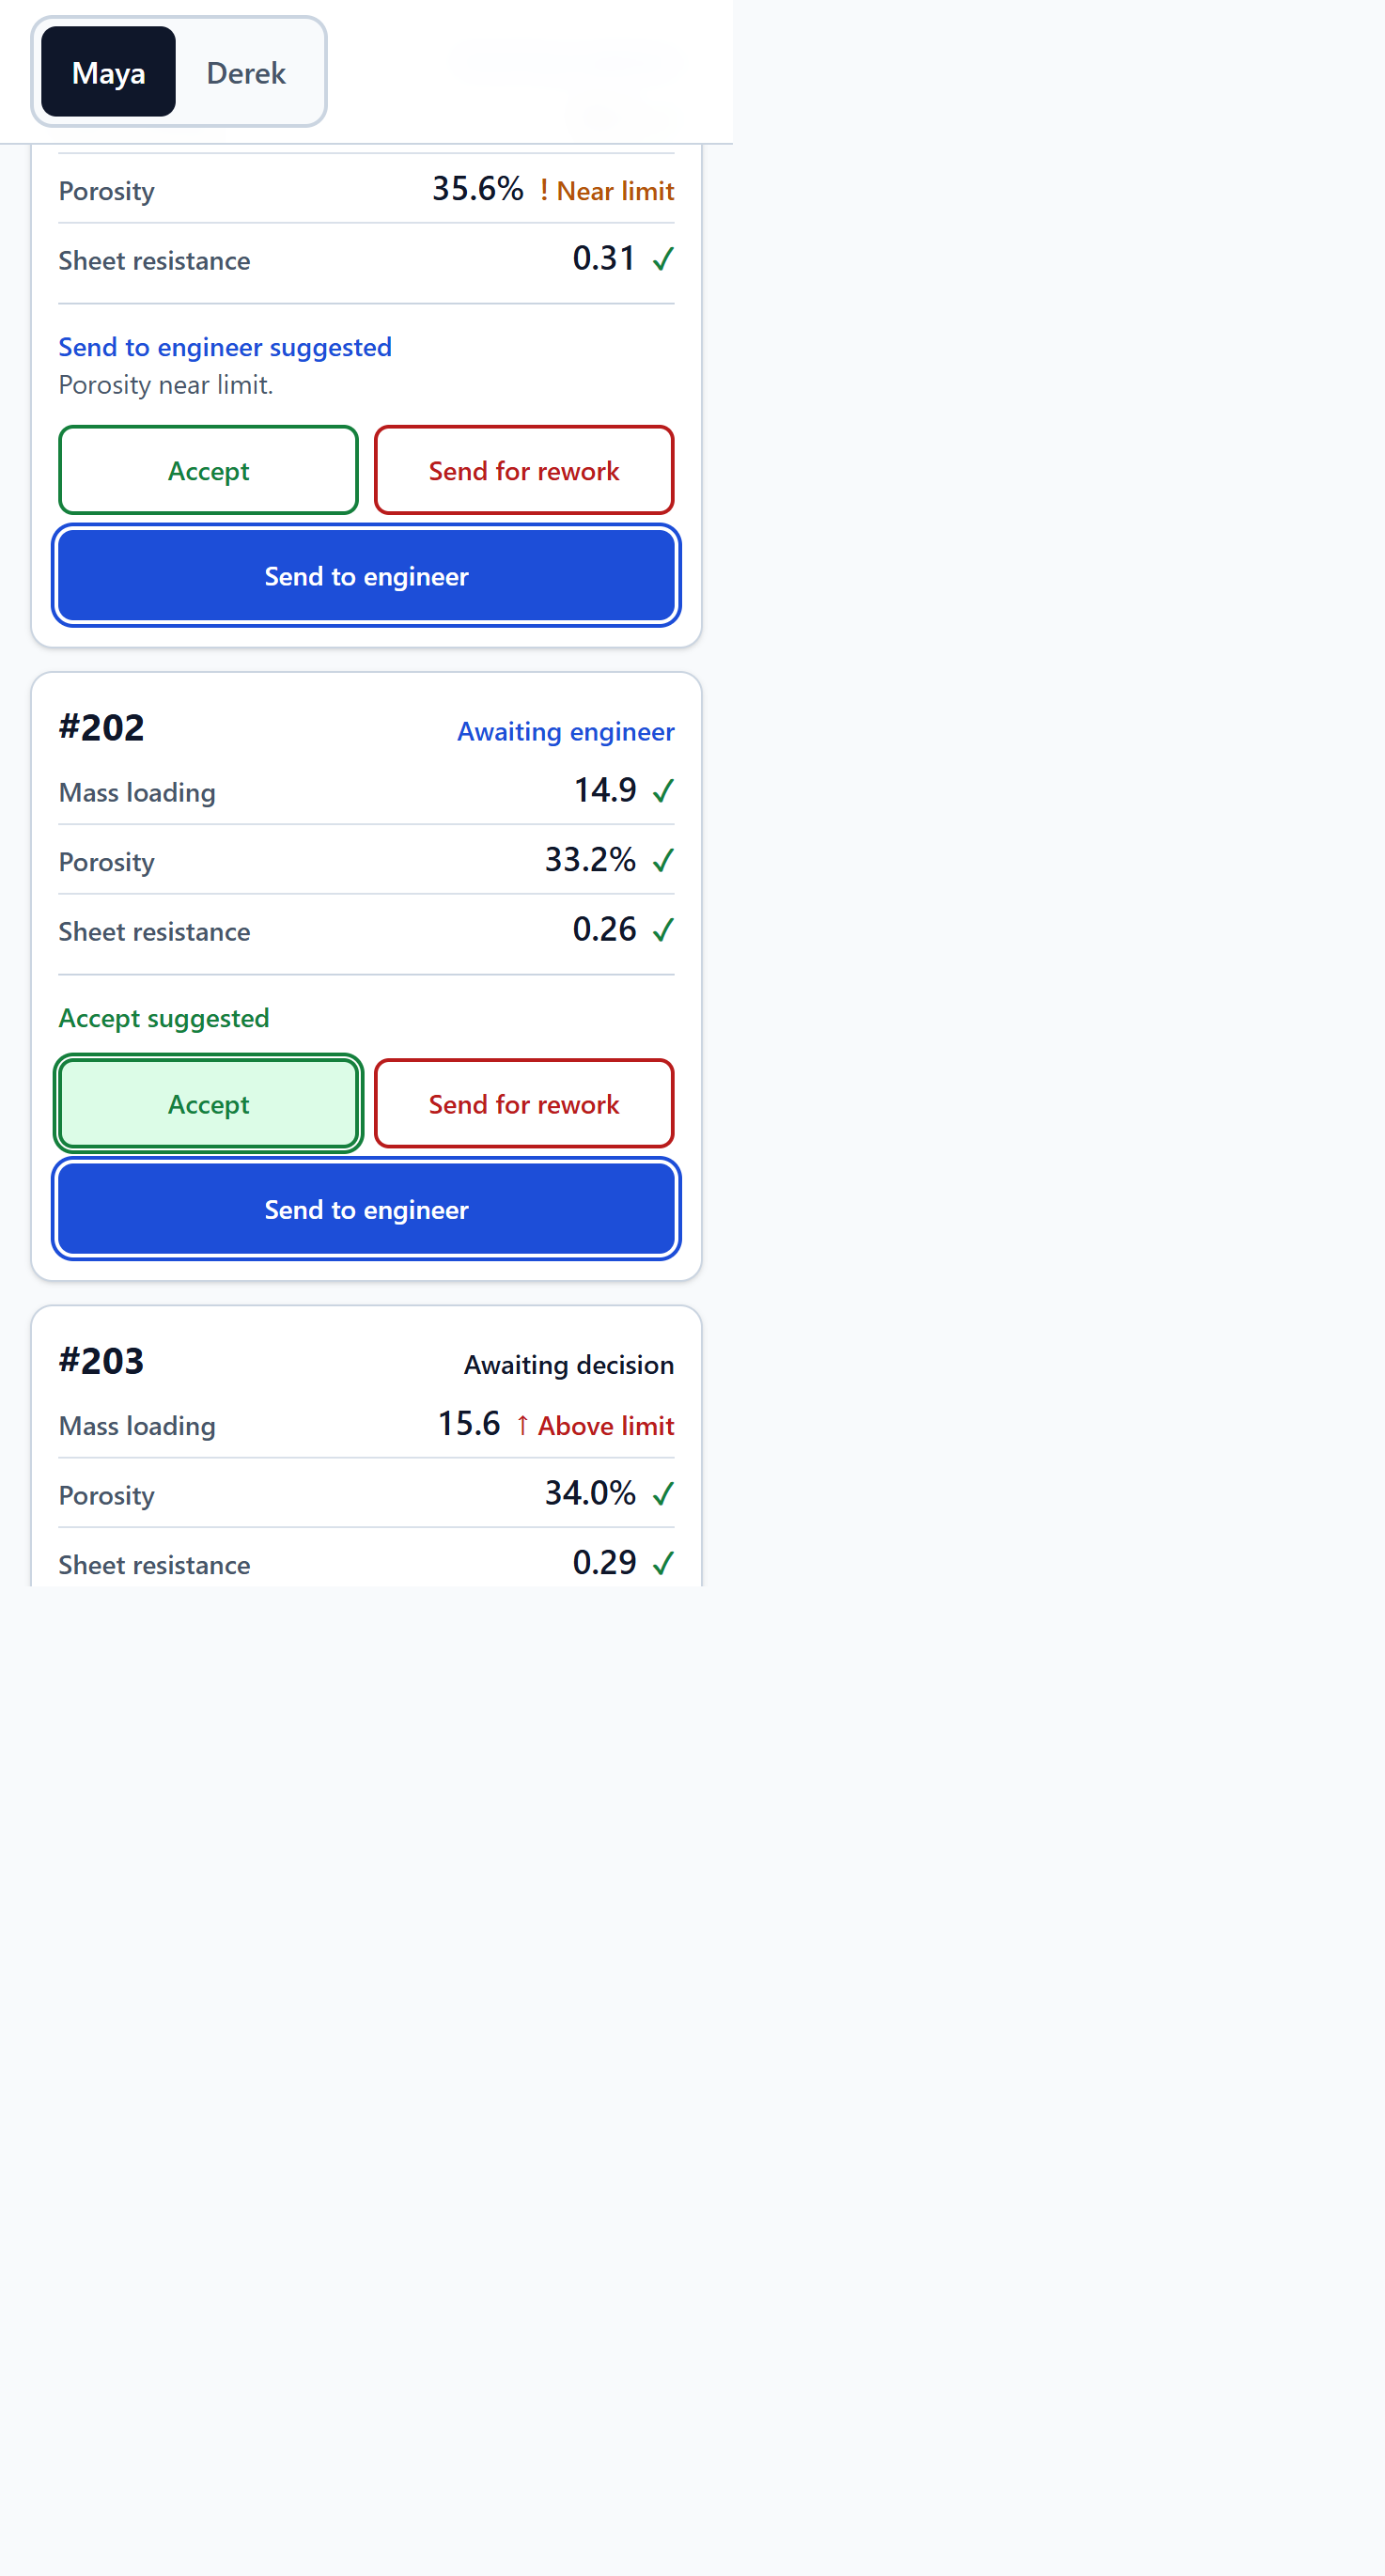 Maya Derek
Porosity 35.6% ! Near limit
Sheet resistance 0.31 ✓
Send to engineer suggested
Porosity near limit.
Accept Send for rework
Send to engineer
#202 Awaiting engineer
Mass loading 14.9 ✓
Porosity 33.2% ✓
Sheet resistance 0.26 ✓
Accept suggested
Accept Send for rework
Send to engineer
#203 Awaiting decision
Mass loading 15.6 ↑ Above limit
Porosity 34.0% ✓
Sheet resistance 0.29 ✓